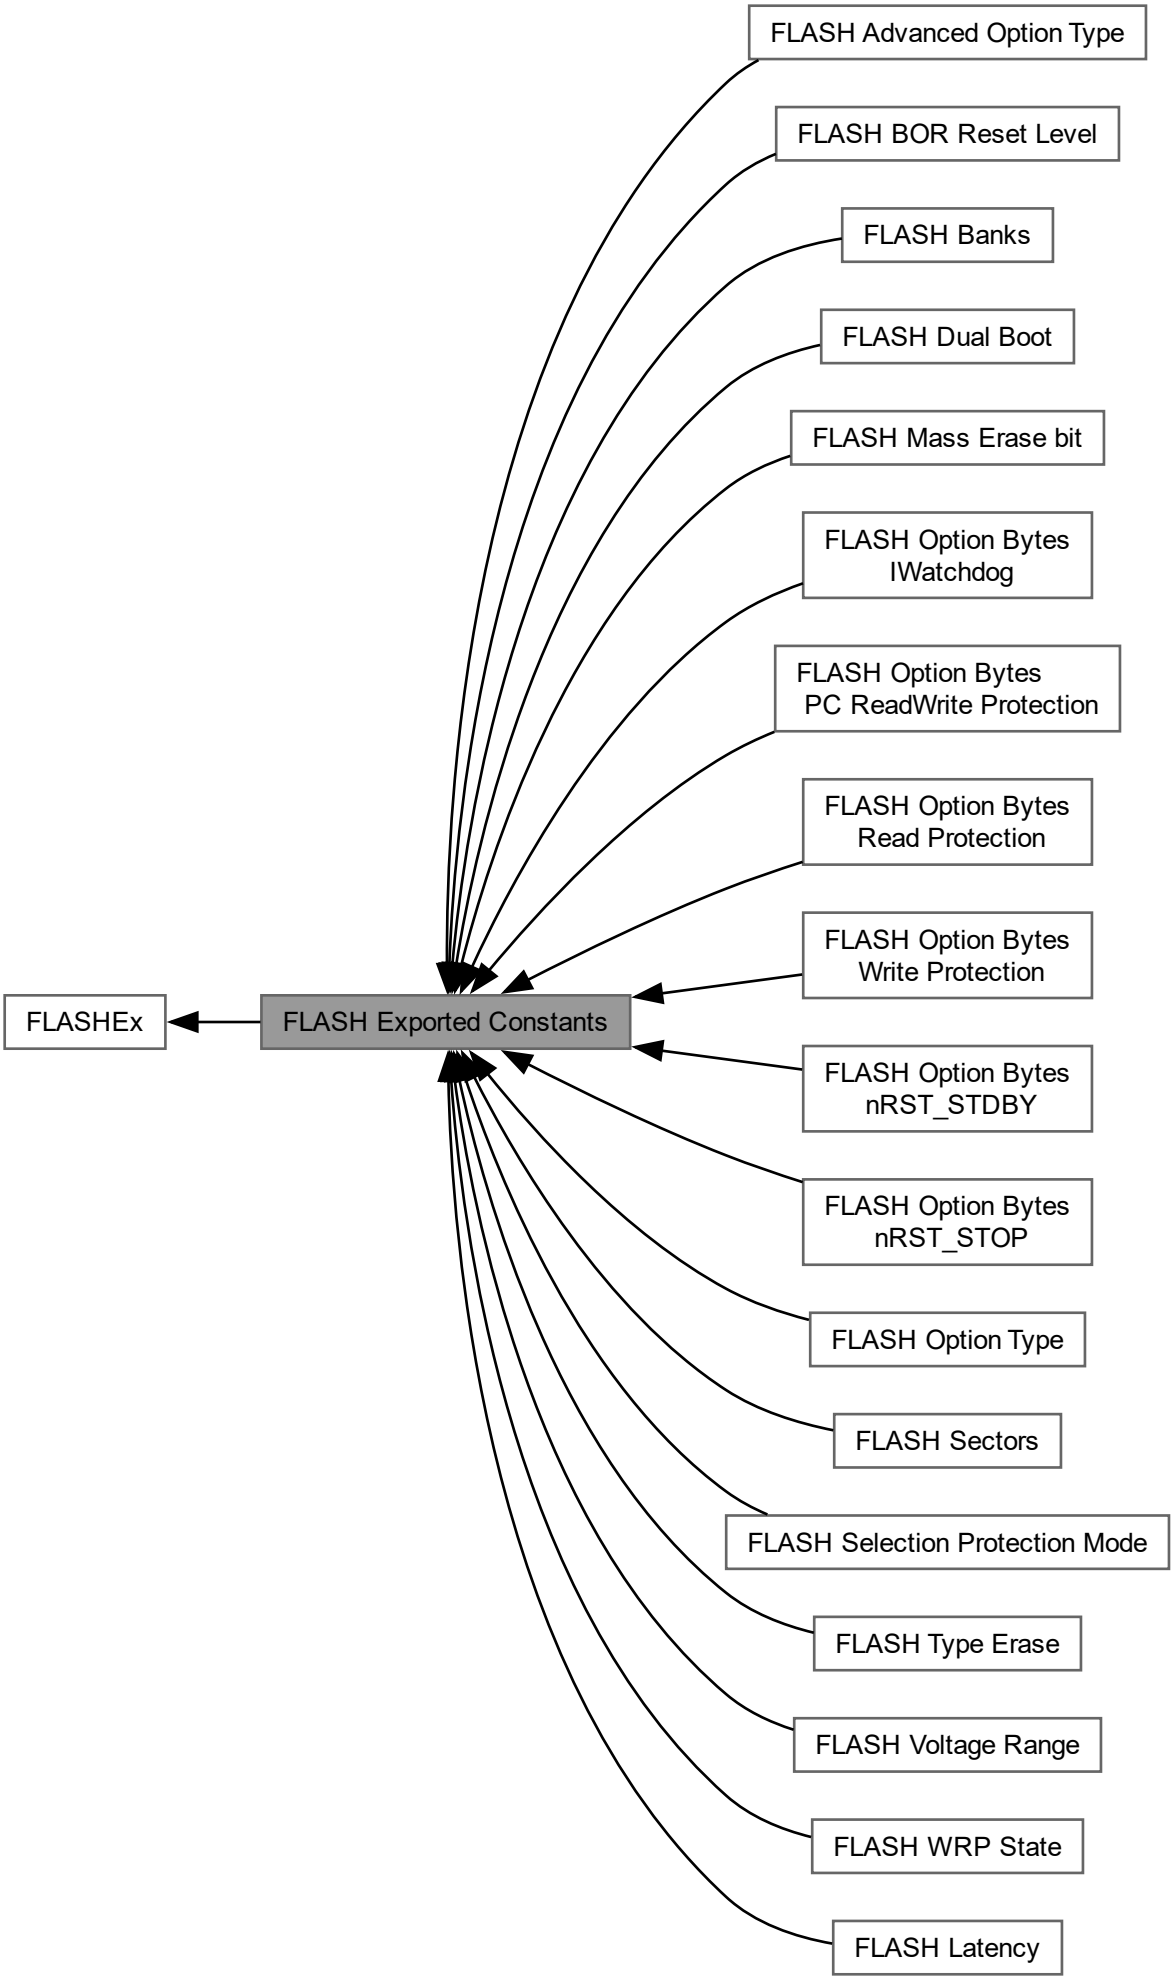 FLASH Advanced Option Type
FLASH BOR Reset Level
FLASH Banks
FLASH Dual Boot
FLASH Mass Erase bit
FLASH Option Bytes
IWatchdog
FLASH Option Bytes
PC ReadWrite Protection
FLASH Option Bytes
Read Protection
FLASH Option Bytes
Write Protection
FLASHEx
FLASH Exported Constants
FLASH Option Bytes
nRST_STDBY
FLASH Option Bytes
nRST_STOP
FLASH Option Type
FLASH Sectors
FLASH Selection Protection Mode
FLASH Type Erase
FLASH Voltage Range
FLASH WRP State
FLASH Latency